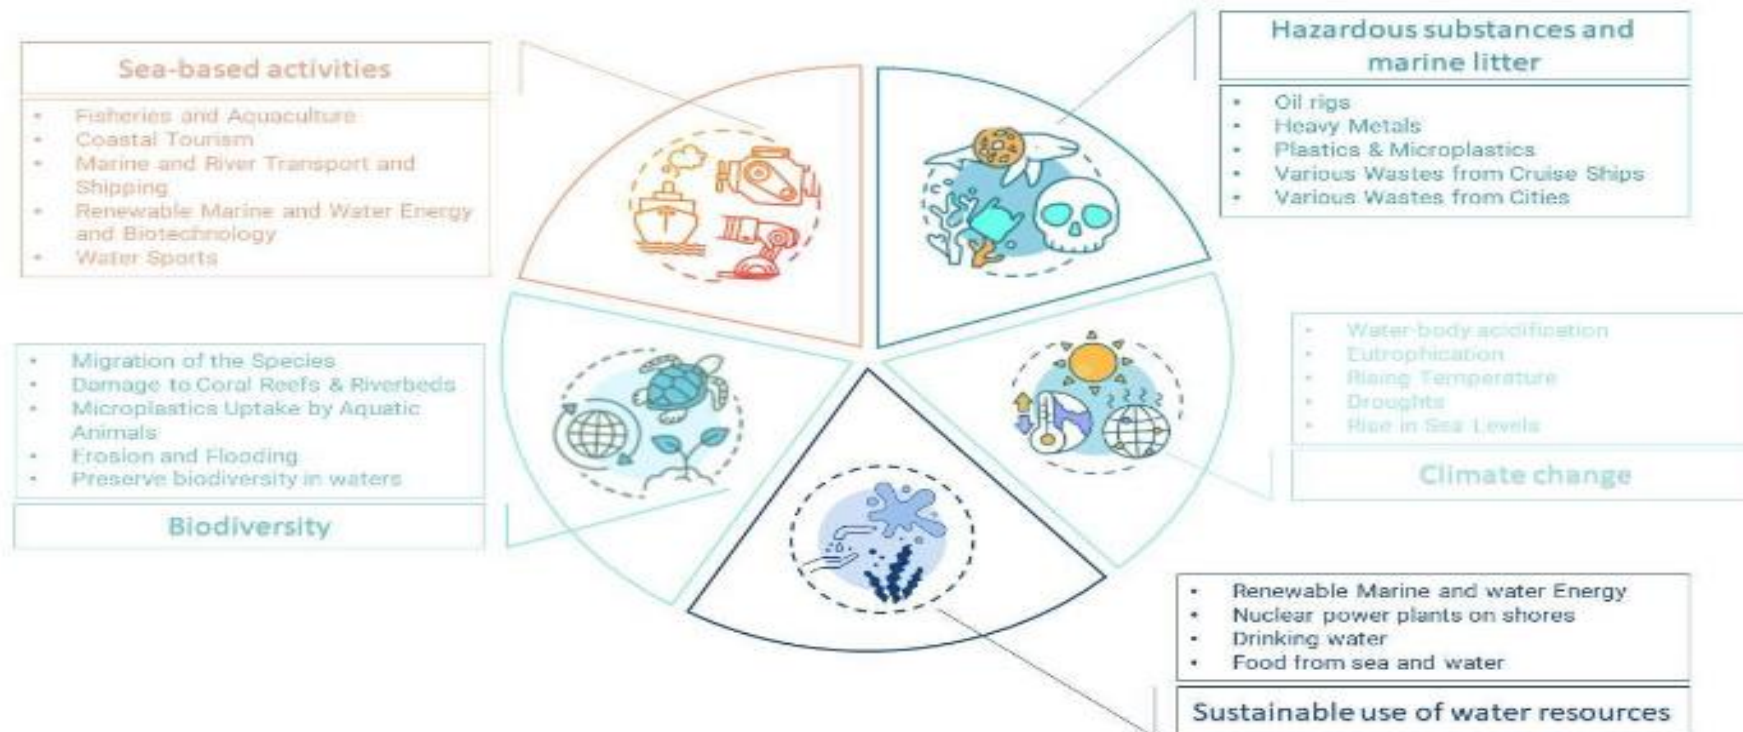 Sea-based activities
• Fisheries and Aquaculture
• Coastal Tourism
• Marine and River Transport and
Shipping
• Renewable Marine and Water Energy
and Biotechnology
• Water Sports
Hazardous substances and
marine litter
• Oil rigs
• Heavy Metals
• Plastics & Microplastics
• Various Wastes from Cruise Ships
• Various Wastes from Cities
• Migration of the Species
• Damage to Coral Reefs & Riverbeds
• Microplastics Uptake by Aquatic
Animals
• Erosion and Flooding
• Preserve biodiversity in waters
Biodiversity
• Water-body acidification
• Eutrophication
• Rising Temperature
• Droughts
• Rise in Sea Levels
Climate change
• Renewable Marine and water Energy
• Nuclear power plants on shores
• Drinking water
• Food from sea and water
Sustainable use of water resources